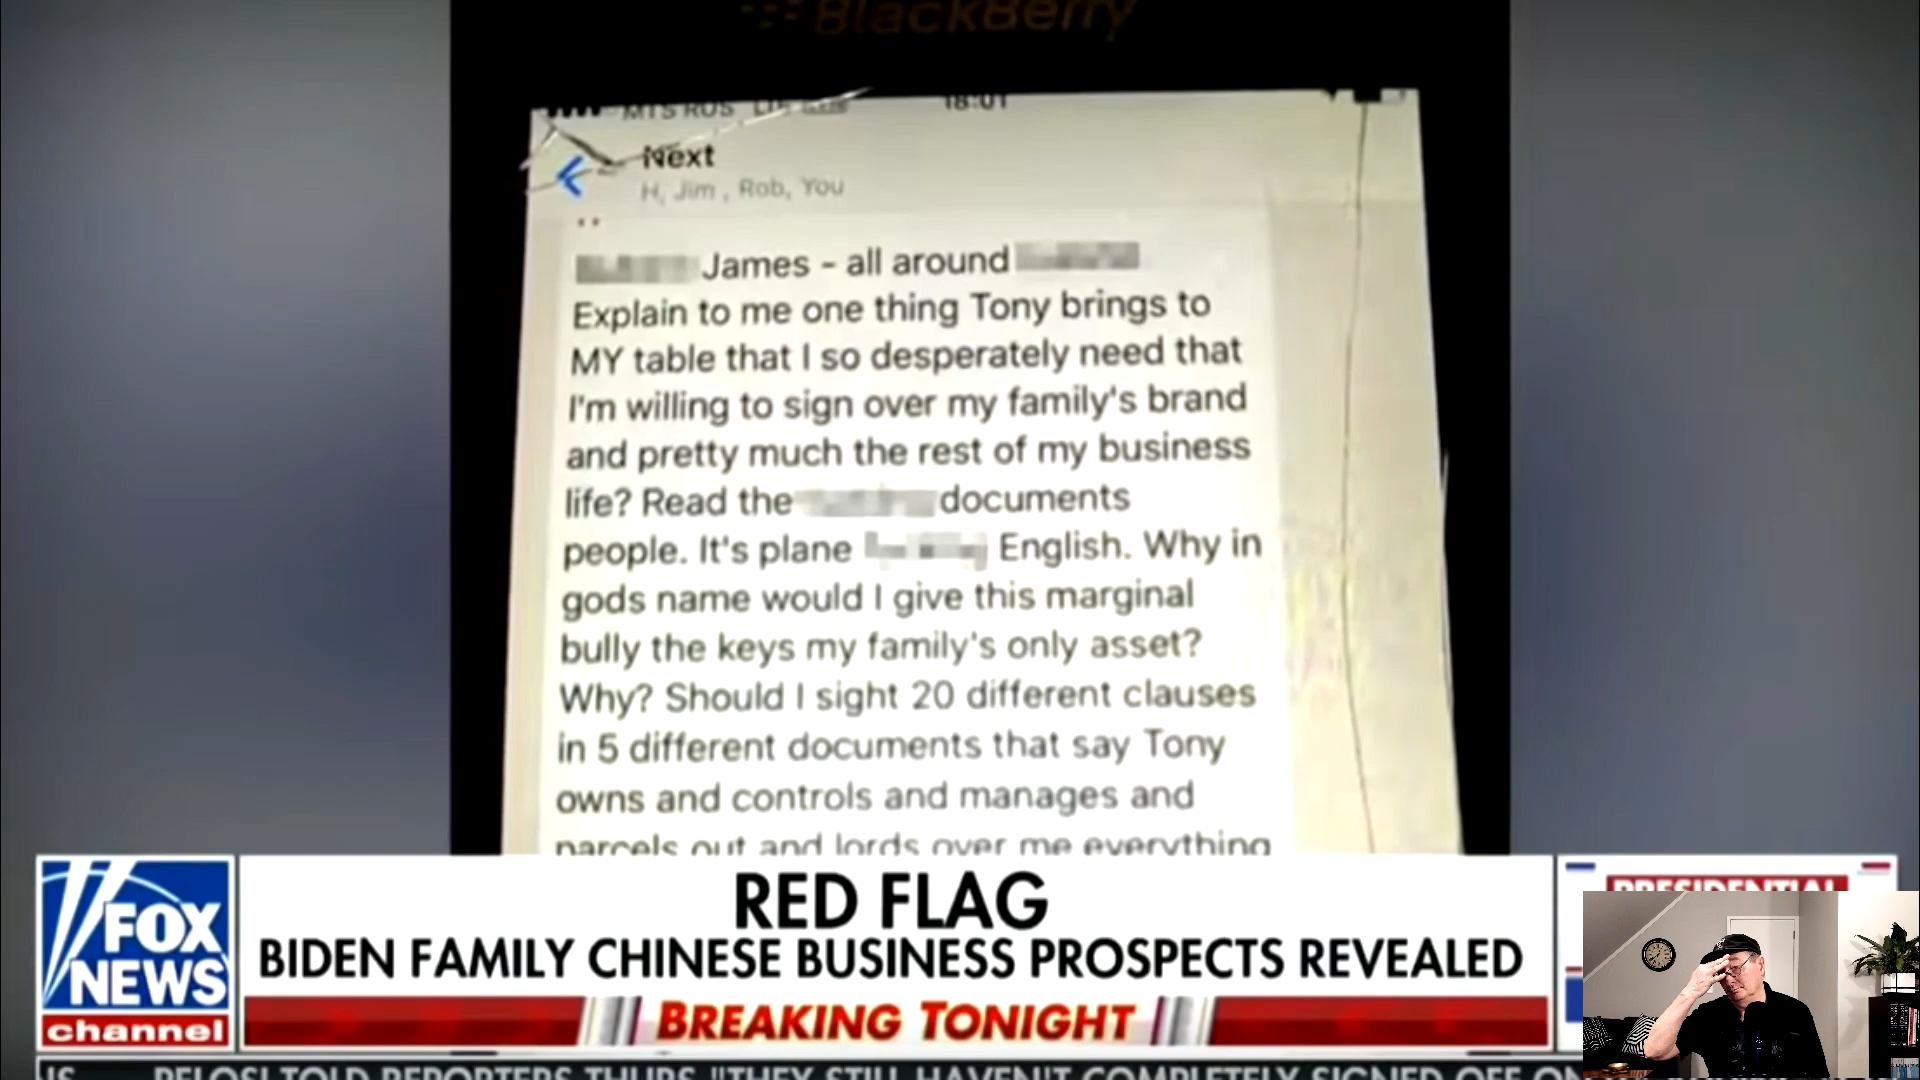 BlackBerry
MTS RUS LTE 18:01
Next
H, Jim , Rob, You
James - all around
Explain to me one thing Tony brings to
MY table that I so desperately need that
I'm willing to sign over my family's brand
and pretty much the rest of my business
life? Read the documents
people. It's plane English. Why in
gods name would I give this marginal
bully the keys my family's only asset?
Why? Should I sight 20 different clauses
in 5 different documents that say Tony
owns and controls and manages and
parcels out and lords over me everything
RED FLAG
BIDEN FAMILY CHINESE BUSINESS PROSPECTS REVEALED
BREAKING TONIGHT
FOX
NEWS
channel
PRESIDENTIAL
PELOSI TOLD REPORTERS THURS "THEY STILL HAVEN'T COMPLETELY SIGNED OFF ON